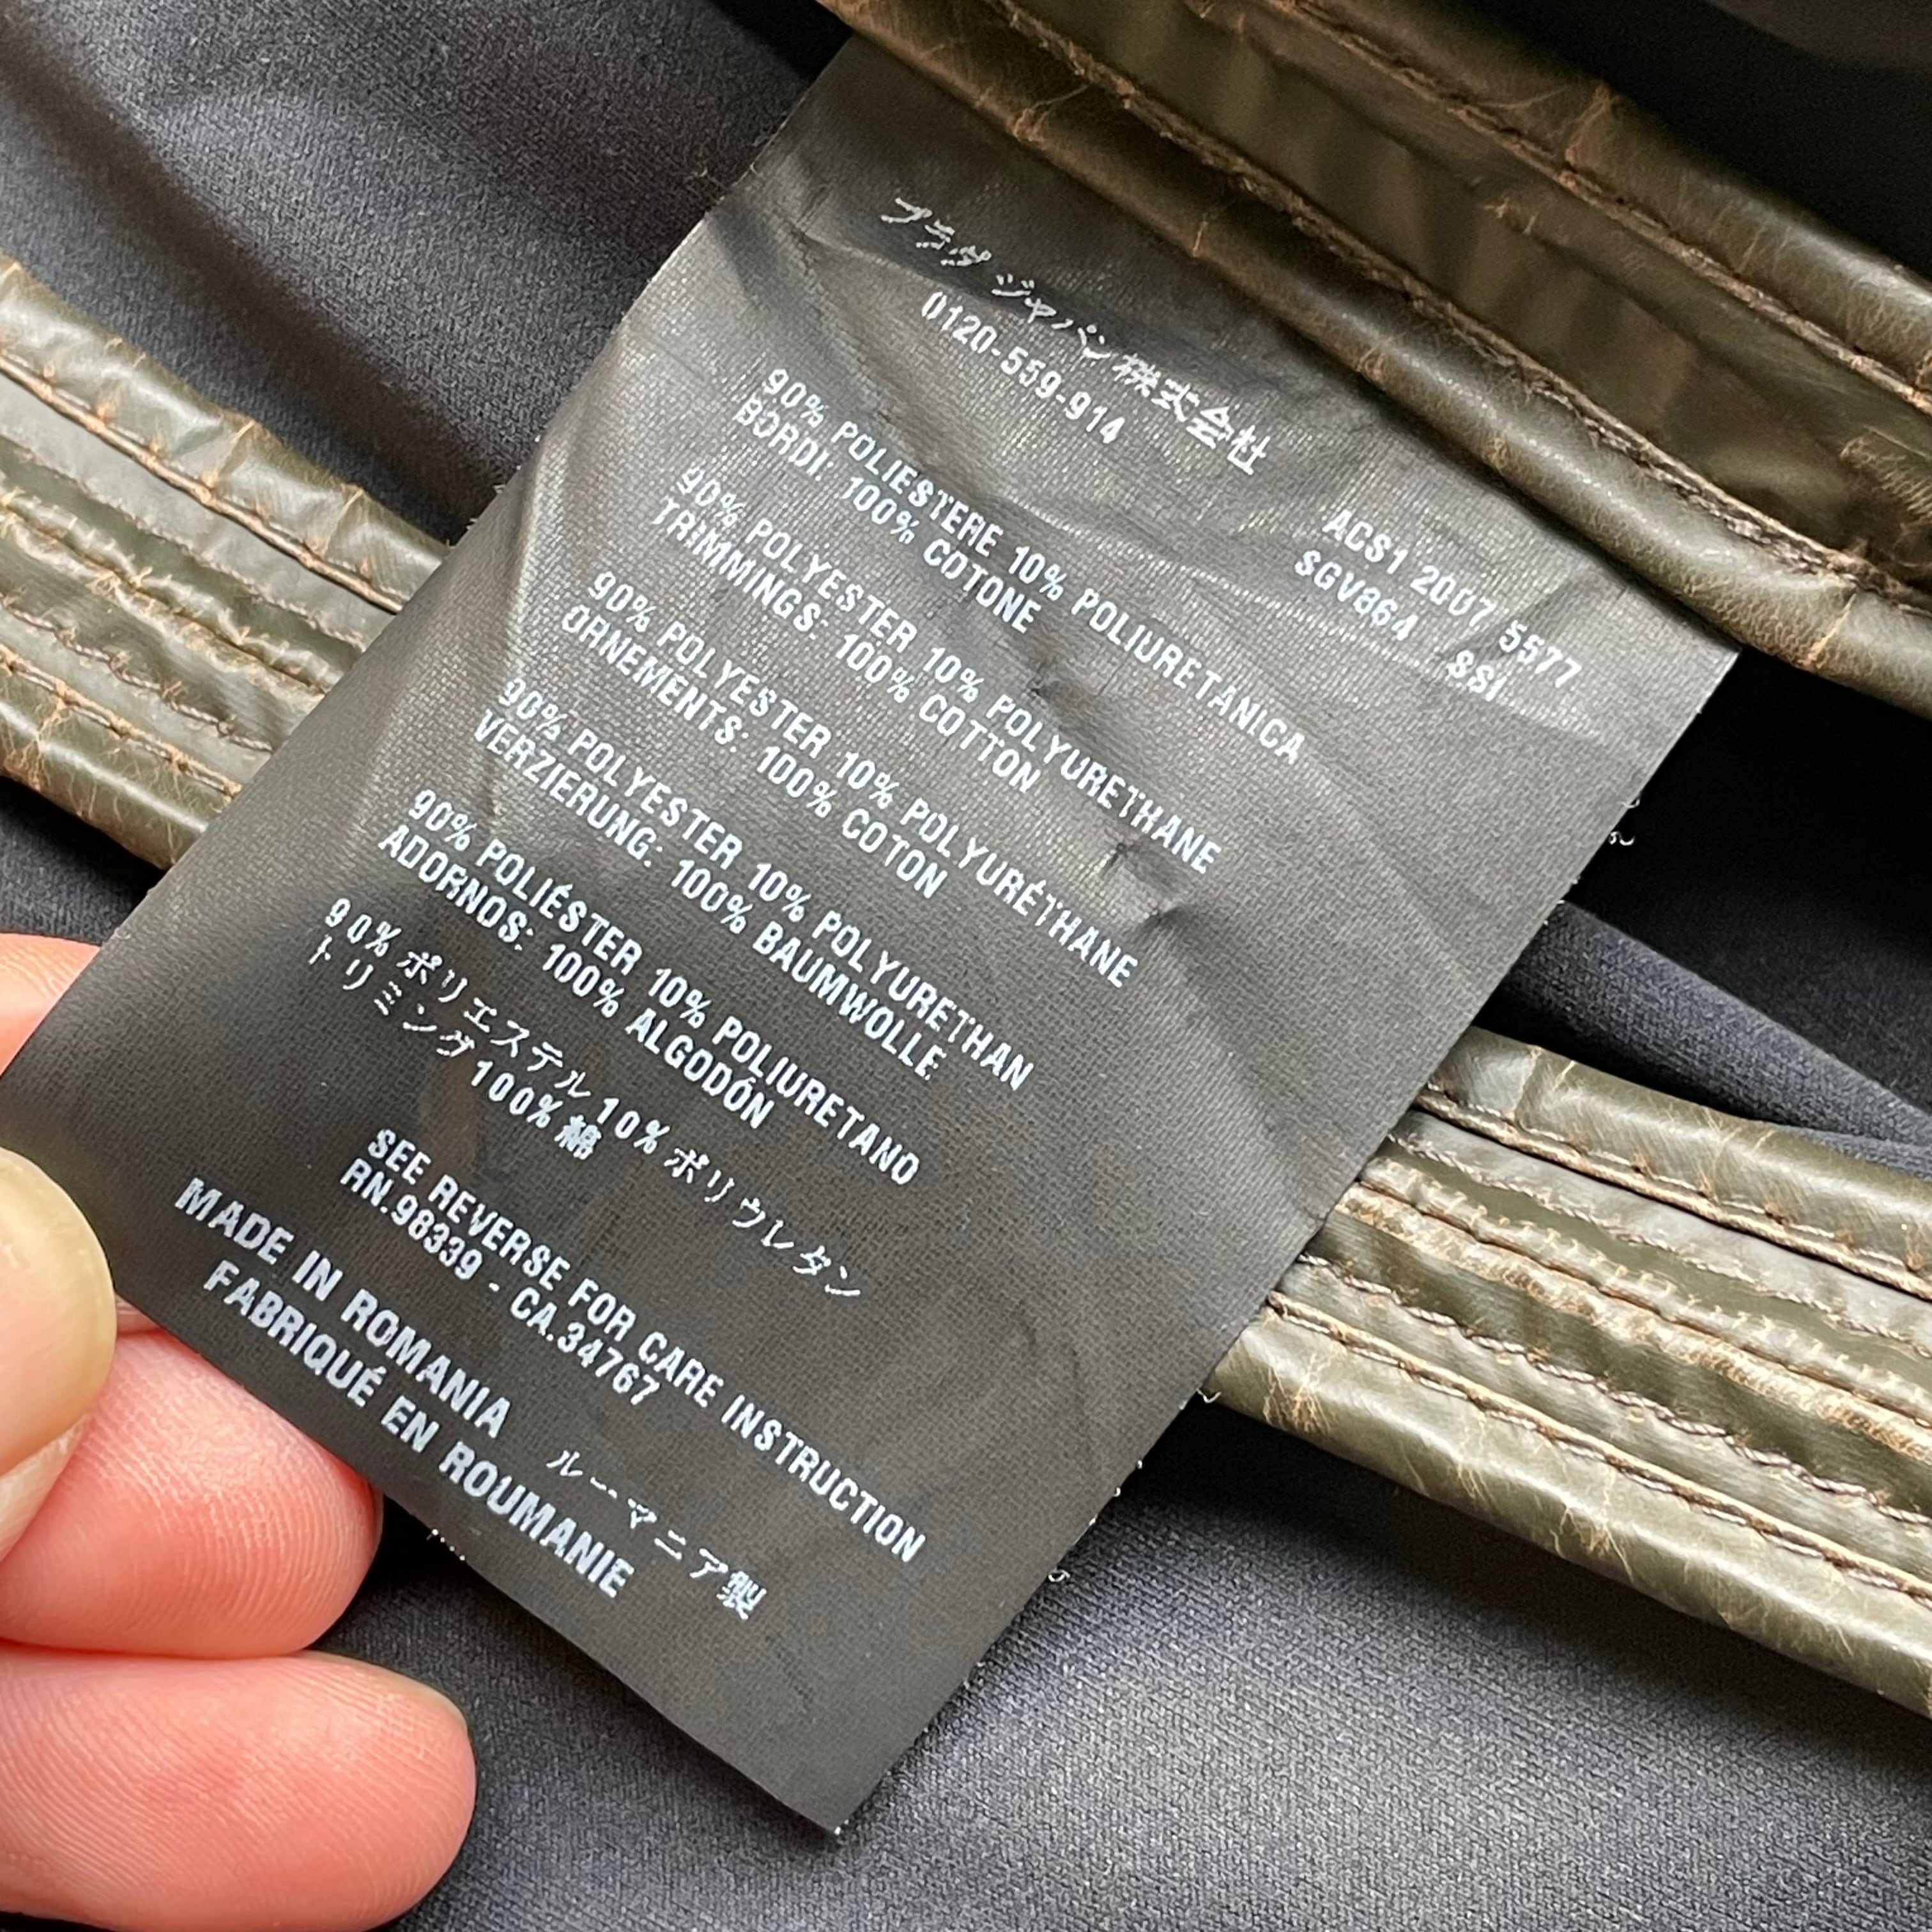 プラダ ジャパン株式会社
0120-559-914
ACS1 2007 5577
SGV864 SSI
90% POLIESTERE 10% POLIURETANICA
BORDI: 100% COTONE
90% POLYESTER 10% POLYURETHANE
TRIMMINGS: 100% COTTON
90% POLYESTER 10% POLYURÉTHANE
ORNEMENTS: 100% COTON
90% POLYESTER 10% POLYURETHAN
VERZIERUNG: 100% BAUMWOLLE
90% POLIÉSTER 10% POLIURETANO
ADORNOS: 100% ALGODÓN
90% ポリエステル 10% ポリウレタン
トリミング 100% 綿
SEE REVERSE FOR CARE INSTRUCTION
RN.98339 - CA.34767
MADE IN ROMANIA ルーマニア製
FABRIQUÉ EN ROUMANIE